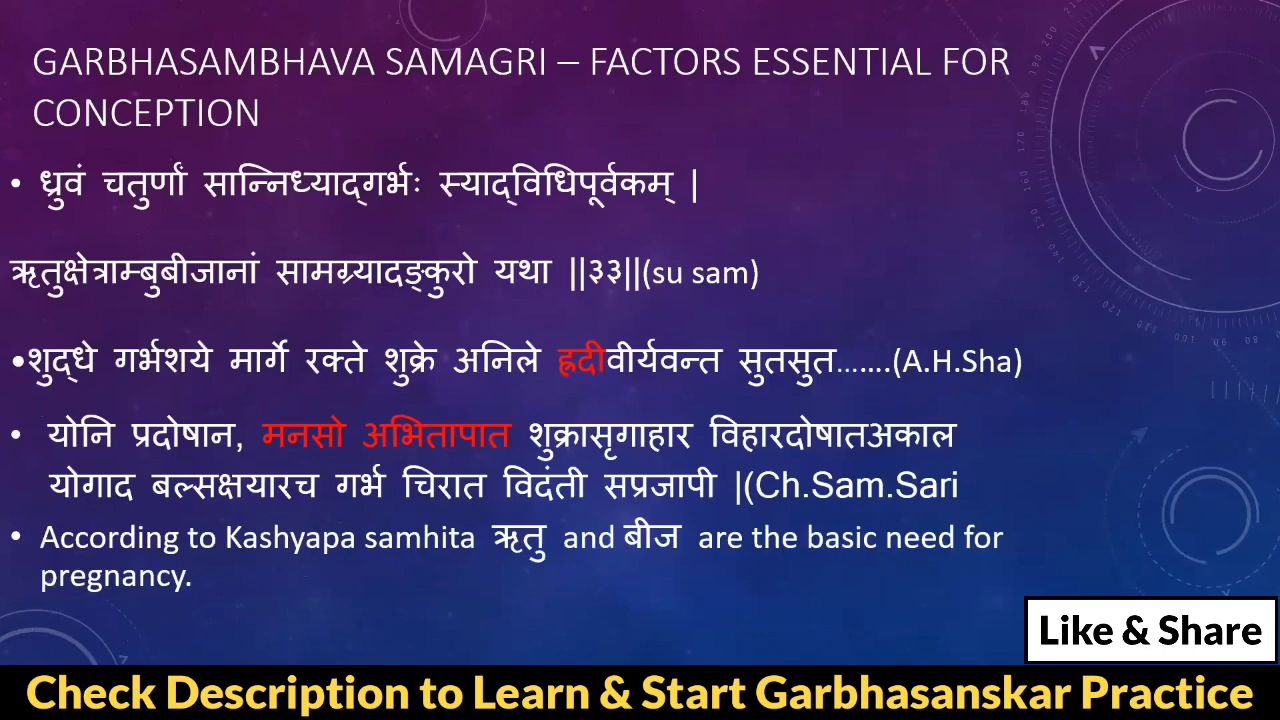 GARBHASAMBHAVA SAMAGRI – FACTORS ESSENTIAL FOR
CONCEPTION
• ध्रुवं चतुर्णां सान्निध्याद्गर्भः स्याद्विधिपूर्वकम् |
ऋतुक्षेत्राम्बुबीजानां सामग्र्यादङ्कुरो यथा ||३३||(su sam)
•शुद्धे गर्भशये मार्गे रक्ते शुक्रे अनिले ह्रदीवीर्यवन्त सुतसुत…….(A.H.Sha)
• योनि प्रदोषान, मनसो अभितापात शुक्रासृगाहार विहारदोषातअकाल
योगाद बल्सक्षयारच गर्भ चिरात विदंती सप्रजापी |(Ch.Sam.Sari
• According to Kashyapa samhita ऋतु and बीज are the basic need for
pregnancy.
Like & Share
Check Description to Learn & Start Garbhasanskar Practice